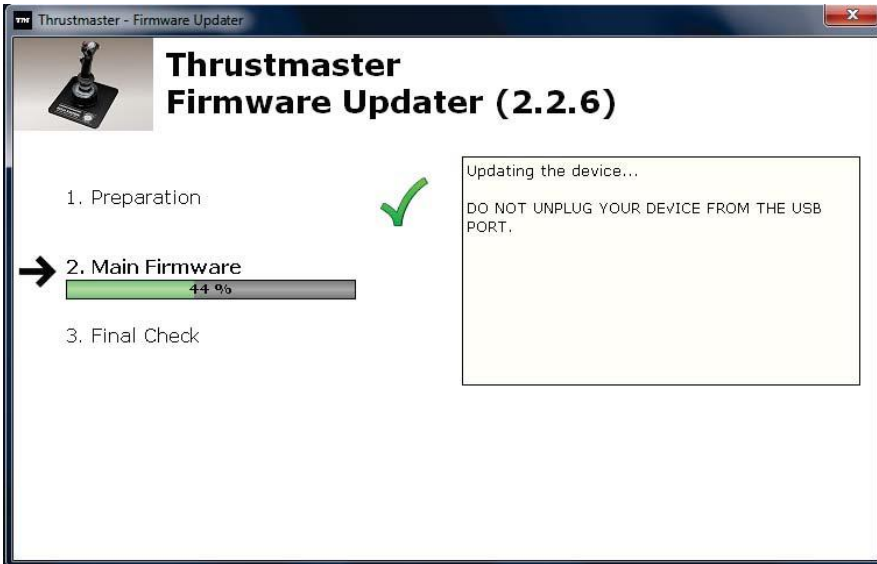 TM Thrustmaster - Firmware Updater
Thrustmaster
Firmware Updater (2.2.6)
1. Preparation
2. Main Firmware
44 %
3. Final Check
Updating the device...
DO NOT UNPLUG YOUR DEVICE FROM THE USB
PORT.